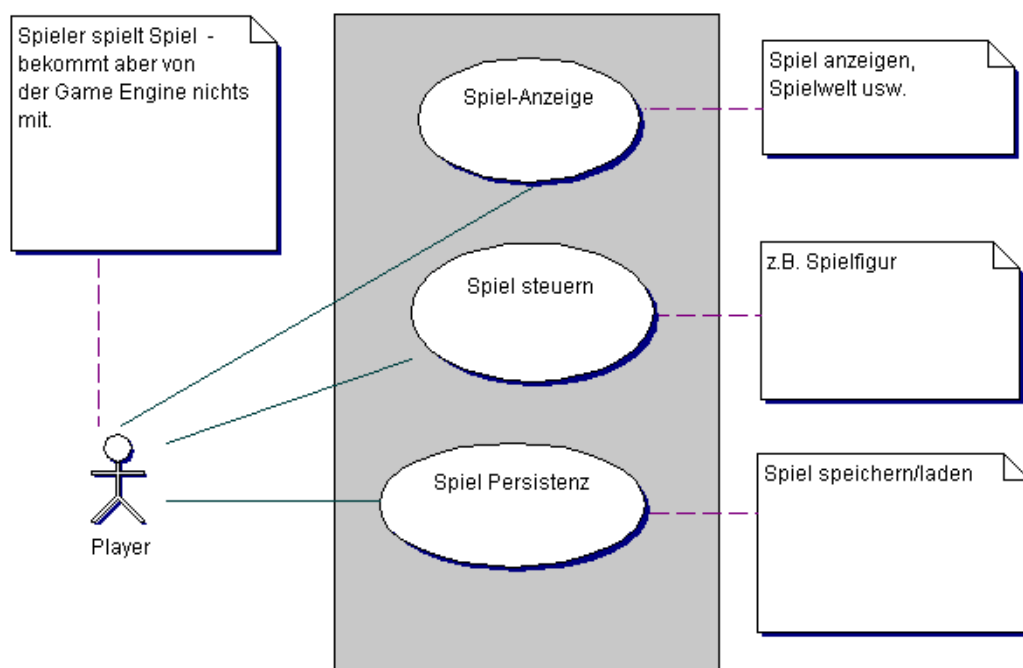 Spieler spielt Spiel -
bekommt aber von
der Game Engine nichts
mit.
Spiel-Anzeige
Spiel anzeigen,
Spielwelt usw.
Spiel steuern
z.B. Spielfigur
Spiel Persistenz
Spiel speichern/laden
Player